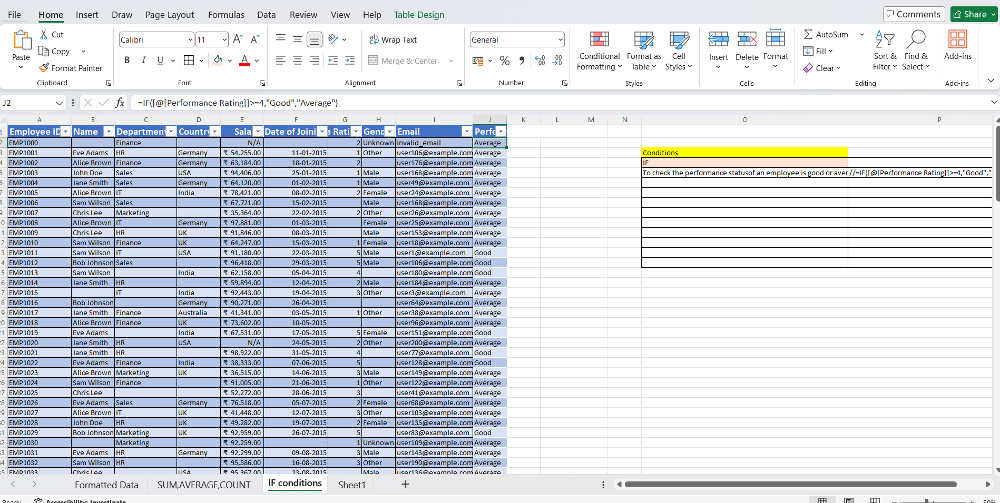 File Home Insert Draw Page Layout Formulas Data Review View Help Table Design Comments Share
Cut
Copy
Format Painter
Paste
Clipboard
Calibri 11
B I U A
Font
Wrap Text
Merge & Center
Alignment
General
% , .00
Number
Conditional Formatting
Format as Table
Cell Styles
Styles
Insert Delete Format
Cells
AutoSum
Fill
Clear
Sort & Filter
Find & Select
Editing
Add-ins
Add-ins
J2 fx =IF([@[Performance Rating]]>=4,"Good","Average")
A B C D E F G H I J K L M N O P
Employee ID Name Department Country Sala Date of Joini e Rati Gend Email Perfo
EMP1000 Finance N/A 2 Unknown invalid_email Average
EMP1001 Eve Adams HR Germany ₹ 54,255.00 11-01-2015 1 Other user106@example.com Average Conditions
EMP1002 Alice Brown Finance Germany ₹ 63,184.00 18-01-2015 2 user176@example.com Average IF
EMP1003 John Doe Sales USA ₹ 94,406.00 25-01-2015 1 Male user168@example.com Average To check the performance statusof an employee is good or aver //=IF([@[Performance Rating]]>=4,"Good",".
EMP1004 Jane Smith Sales Germany ₹ 64,120.00 01-02-2015 1 Male user49@example.com Average
EMP1005 Alice Brown IT India ₹ 78,421.00 08-02-2015 2 Female user24@example.com Average
EMP1006 Sam Wilson Sales ₹ 67,721.00 15-02-2015 Male user168@example.com Average
EMP1007 Chris Lee Marketing ₹ 35,364.00 22-02-2015 2 Other user26@example.com Average
EMP1008 Alice Brown IT Germany ₹ 97,881.00 01-03-2015 Female user25@example.com Average
EMP1009 Chris Lee HR UK ₹ 91,846.00 08-03-2015 Male user153@example.com Average
EMP1010 Sam Wilson Finance UK ₹ 64,247.00 15-03-2015 1 Female user18@example.com Average
EMP1011 Sam Wilson IT USA ₹ 91,180.00 22-03-2015 5 Male user1@example.com Good
EMP1012 Bob Johnson Sales ₹ 96,418.00 29-03-2015 5 Male user106@example.com Good
EMP1013 Sam Wilson India ₹ 62,158.00 05-04-2015 4 user180@example.com Good
EMP1014 Jane Smith HR ₹ 59,894.00 12-04-2015 2 Male user184@example.com Average
EMP1015 IT India ₹ 92,443.00 19-04-2015 3 Other user3@example.com Average
EMP1016 Bob Johnson Germany ₹ 90,271.00 26-04-2015 user64@example.com Average
EMP1017 Jane Smith Finance Australia ₹ 41,341.00 03-05-2015 1 Other user38@example.com Average
EMP1018 Alice Brown Finance UK ₹ 73,602.00 10-05-2015 user96@example.com Average
EMP1019 Eve Adams India ₹ 67,531.00 17-05-2015 5 Female user151@example.com Good
EMP1020 Jane Smith HR USA N/A 24-05-2015 2 Other user200@example.com Average
EMP1021 Jane Smith HR ₹ 98,922.00 31-05-2015 4 user77@example.com Good
EMP1022 Eve Adams Finance India ₹ 38,333.00 07-06-2015 5 user128@example.com Good
EMP1023 Alice Brown Marketing UK ₹ 36,515.00 14-06-2015 3 Male user149@example.com Average
EMP1024 Sam Wilson Finance ₹ 91,005.00 21-06-2015 1 Other user122@example.com Average
EMP1025 Chris Lee ₹ 52,272.00 28-06-2015 3 user41@example.com Average
EMP1026 Eve Adams Sales Germany ₹ 76,518.00 05-07-2015 2 Female user68@example.com Average
EMP1027 Alice Brown IT UK ₹ 41,448.00 12-07-2015 3 Other user103@example.com Average
EMP1028 John Doe HR UK ₹ 49,282.00 19-07-2015 2 Female user135@example.com Average
EMP1029 Bob Johnson Marketing UK ₹ 92,959.00 26-07-2015 5 user83@example.com Good
EMP1030 Marketing ₹ 92,259.00 1 Unknown user109@example.com Average
EMP1031 Eve Adams HR Germany ₹ 92,299.00 09-08-2015 3 Male user143@example.com Average
EMP1032 Sam Wilson HR ₹ 95,586.00 16-08-2015 3 Other user190@example.com Average
EMP1033 Chris Lee USA ₹ 95,367.00 23-08-2015 Male user136@example.com Average
Formatted Data SUM,AVERAGE,COUNT IF conditions Sheet1
Ready Accessibility: Investigate 80%